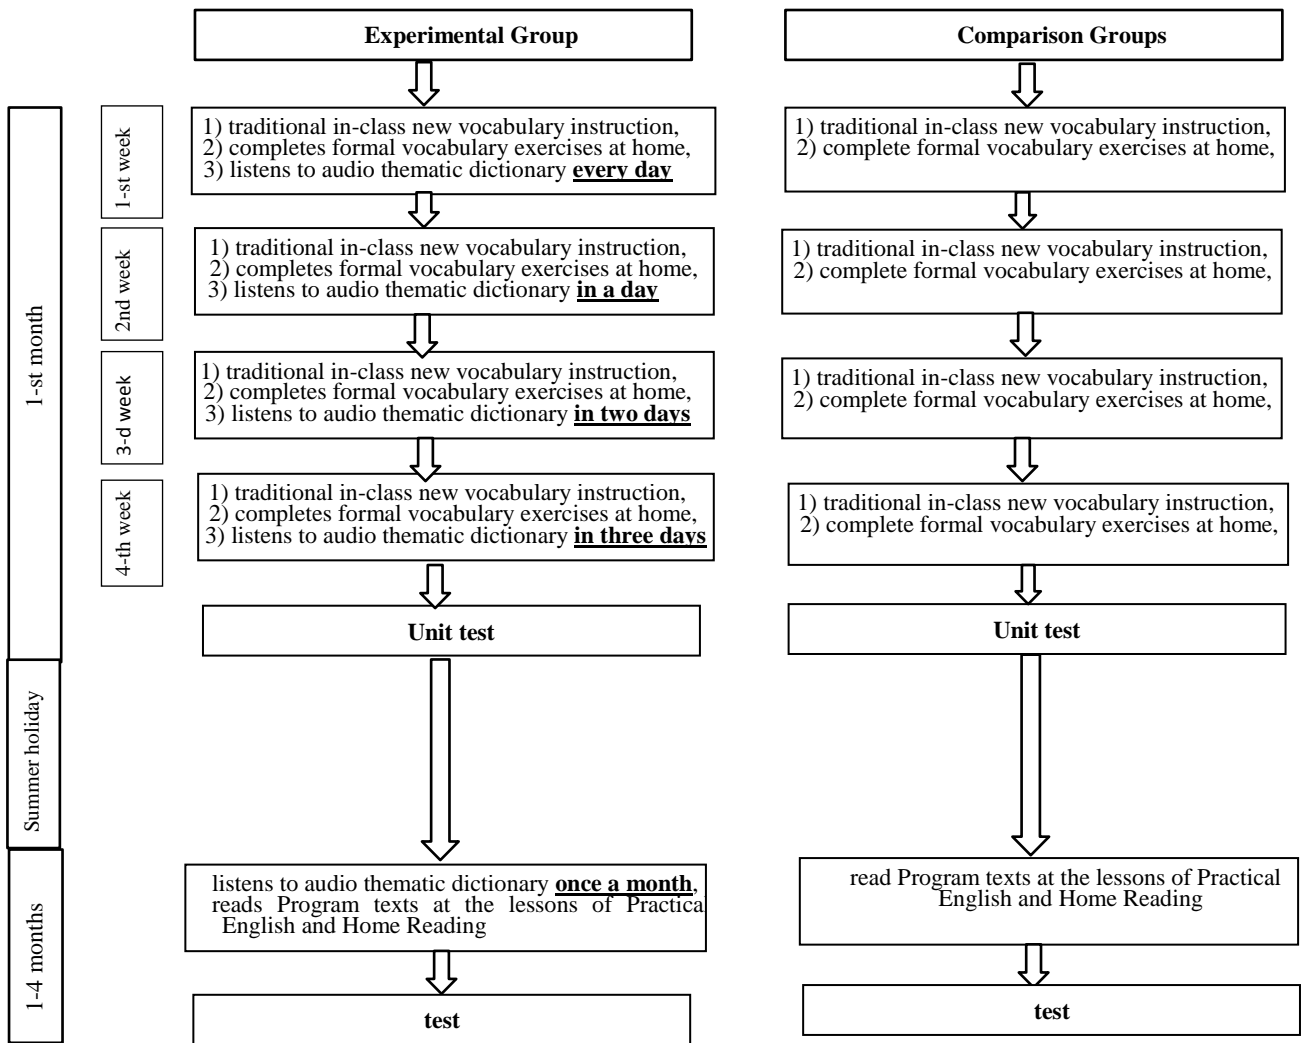 Experimental Group
Comparison Groups
1-st month
1-st week
1) traditional in-class new vocabulary instruction,
2) completes formal vocabulary exercises at home,
3) listens to audio thematic dictionary every day
1) traditional in-class new vocabulary instruction,
2) complete formal vocabulary exercises at home,
2nd week
1) traditional in-class new vocabulary instruction,
2) completes formal vocabulary exercises at home,
3) listens to audio thematic dictionary in a day
1) traditional in-class new vocabulary instruction,
2) complete formal vocabulary exercises at home,
3-d week
1) traditional in-class new vocabulary instruction,
2) completes formal vocabulary exercises at home,
3) listens to audio thematic dictionary in two days
1) traditional in-class new vocabulary instruction,
2) complete formal vocabulary exercises at home,
4-th week
1) traditional in-class new vocabulary instruction,
2) completes formal vocabulary exercises at home,
3) listens to audio thematic dictionary in three days
1) traditional in-class new vocabulary instruction,
2) complete formal vocabulary exercises at home,
Unit test
Unit test
Summer holiday
1-4 months
listens to audio thematic dictionary once a month,
reads Program texts at the lessons of Practica
English and Home Reading
read Program texts at the lessons of Practical
English and Home Reading
test
test